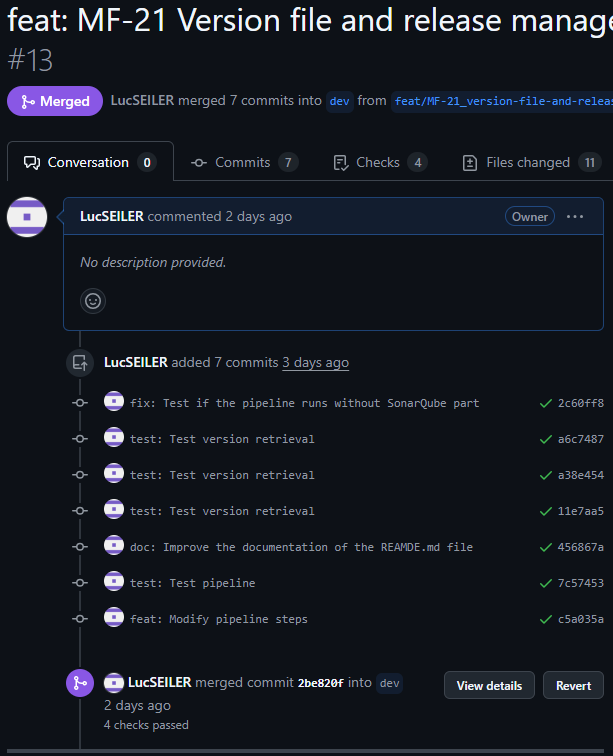 feat: MF-21 Version file and release manage
#13
Merged LucSEILER merged 7 commits into dev from feat/MF-21_version-file-and-releas
Conversation 0 Commits 7 Checks 4 Files changed 11
LucSEILER commented 2 days ago Owner ...
No description provided.
LucSEILER added 7 commits 3 days ago
fix: Test if the pipeline runs without SonarQube part 2c60ff8
test: Test version retrieval a6c7487
test: Test version retrieval a38e454
test: Test version retrieval 11e7aa5
doc: Improve the documentation of the REAMDE.md file 456867a
test: Test pipeline 7c57453
feat: Modify pipeline steps c5a035a
LucSEILER merged commit 2be820f into dev View details Revert
2 days ago
4 checks passed